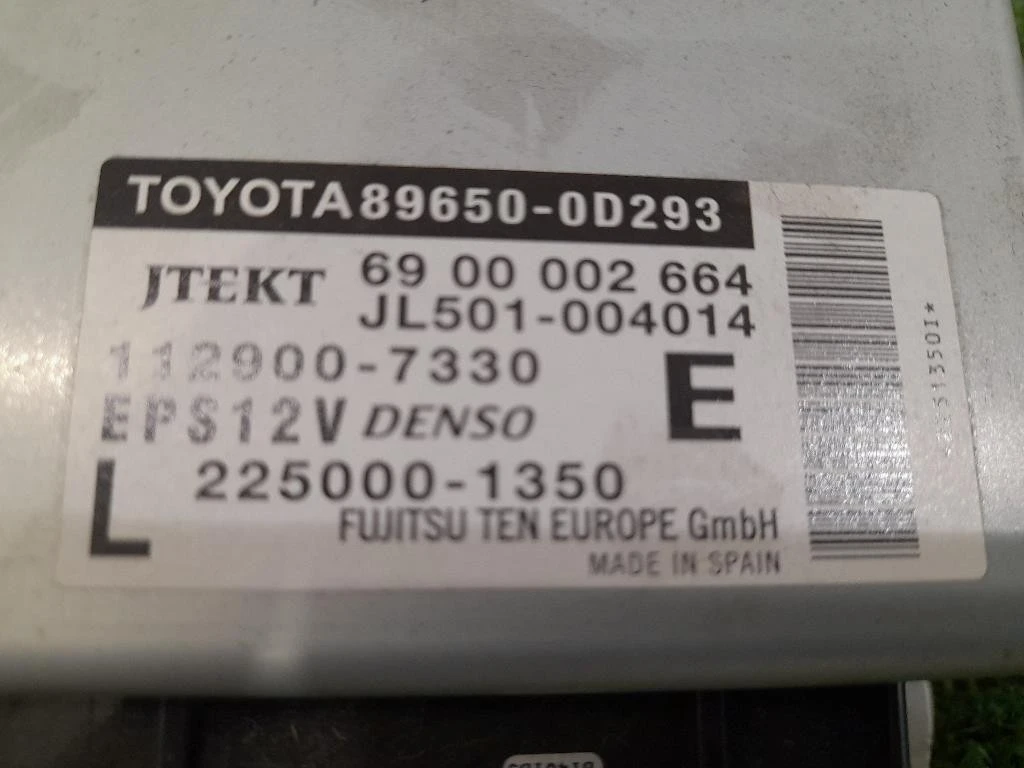 TOYOTA 89650-0D293
JTEKT 69 00 002 664
JL501-004014
112900-7330
EPS12V DENSO E
L 225000-1350
FUJITSU TEN EUROPE GmbH
MADE IN SPAIN